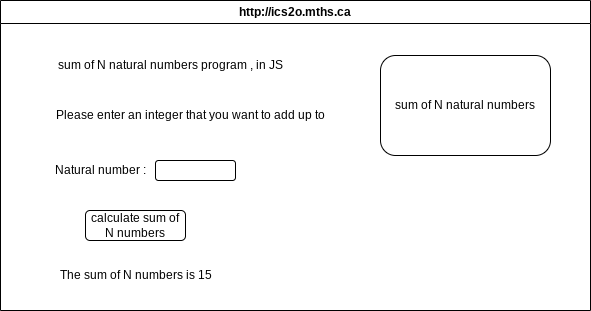 http://ics2o.mths.ca
sum of N natural numbers program , in JS
sum of N natural numbers
Please enter an integer that you want to add up to
Natural number :
calculate sum of
N numbers
The sum of N numbers is 15